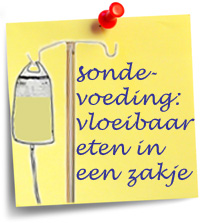 sonde-
voeding:
vloeibaar
eten in
een zakje